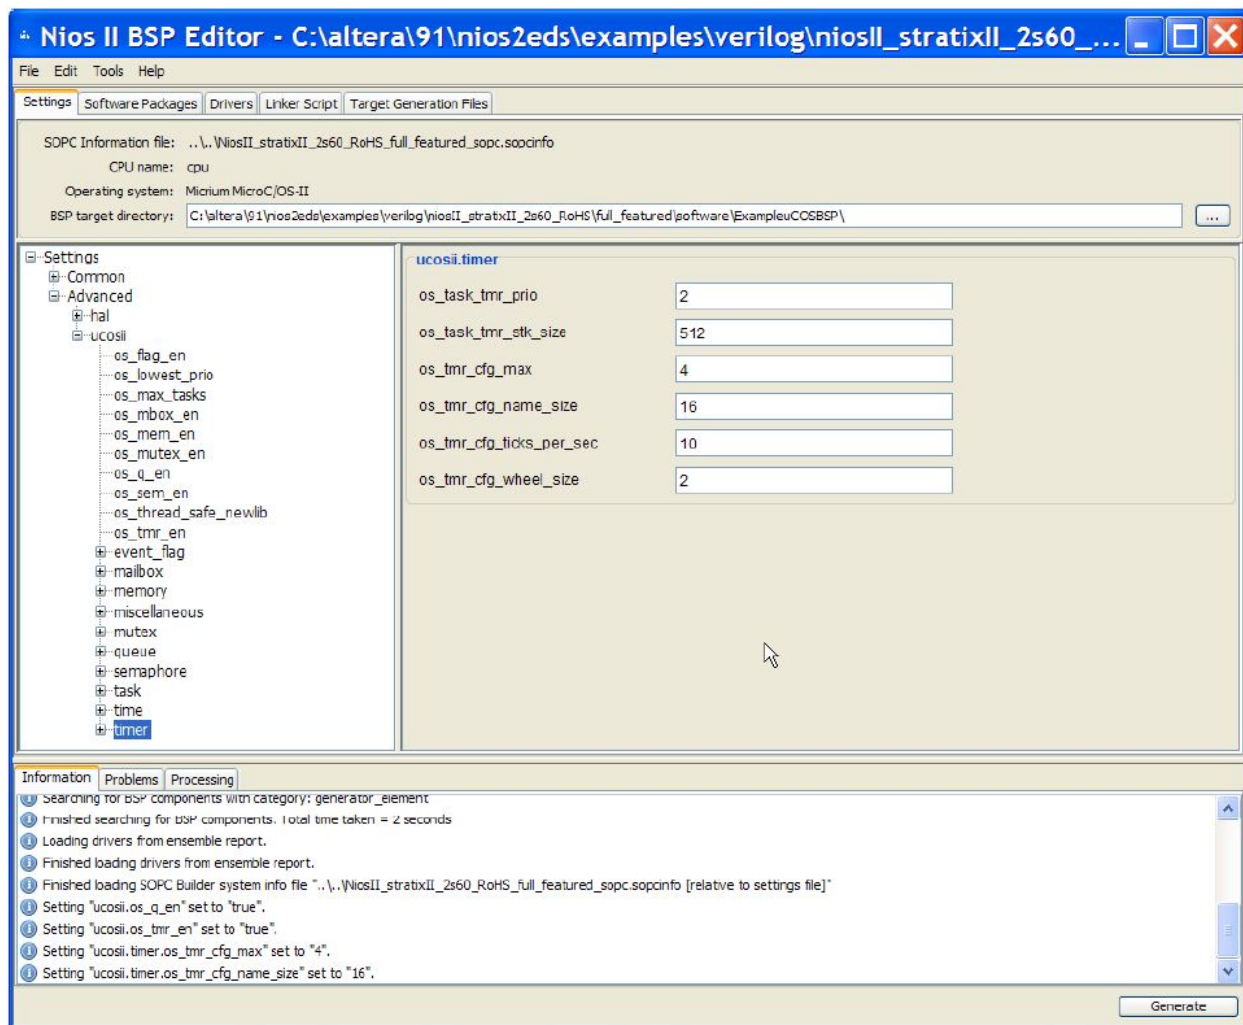 Nios II BSP Editor - C:\altera\91\nios2eds\examples\verilog\niosII_stratixII_2s60_...
File Edit Tools Help
Settings Software Packages Drivers Linker Script Target Generation Files
SOPC Information file: ..\..\NiosII_stratixII_2s60_RoHS_full_featured_sopc.sopcinfo
CPU name: cpu
Operating system: Micrium MicroC/OS-II
BSP target directory: C:\altera\91\nios2eds\examples\verilog\niosII_stratixII_2s60_RoHS\full_featured\software\ExampleuCOSBSP\ ...
Settings
Common
Advanced
hal
ucosii
os_flag_en
os_lowest_prio
os_max_tasks
os_mbox_en
os_mem_en
os_mutex_en
os_q_en
os_sem_en
os_thread_safe_newlib
os_tmr_en
event_flag
mailbox
memory
miscellaneous
mutex
queue
semaphore
task
time
timer
ucosii.timer
os_task_tmr_prio 2
os_task_tmr_stk_size 512
os_tmr_cfg_max 4
os_tmr_cfg_name_size 16
os_tmr_cfg_ticks_per_sec 10
os_tmr_cfg_wheel_size 2
Information Problems Processing
Searching for BSP components with category: generator_element
Finished searching for BSP components. Total time taken = 2 seconds
Loading drivers from ensemble report.
Finished loading drivers from ensemble report.
Finished loading SOPC Builder system info file "..\..\NiosII_stratixII_2s60_RoHS_full_featured_sopc.sopcinfo [relative to settings file]"
Setting "ucosii.os_q_en" set to "true".
Setting "ucosii.os_tmr_en" set to "true".
Setting "ucosii.timer.os_tmr_cfg_max" set to "4".
Setting "ucosii.timer.os_tmr_cfg_name_size" set to "16".
Generate